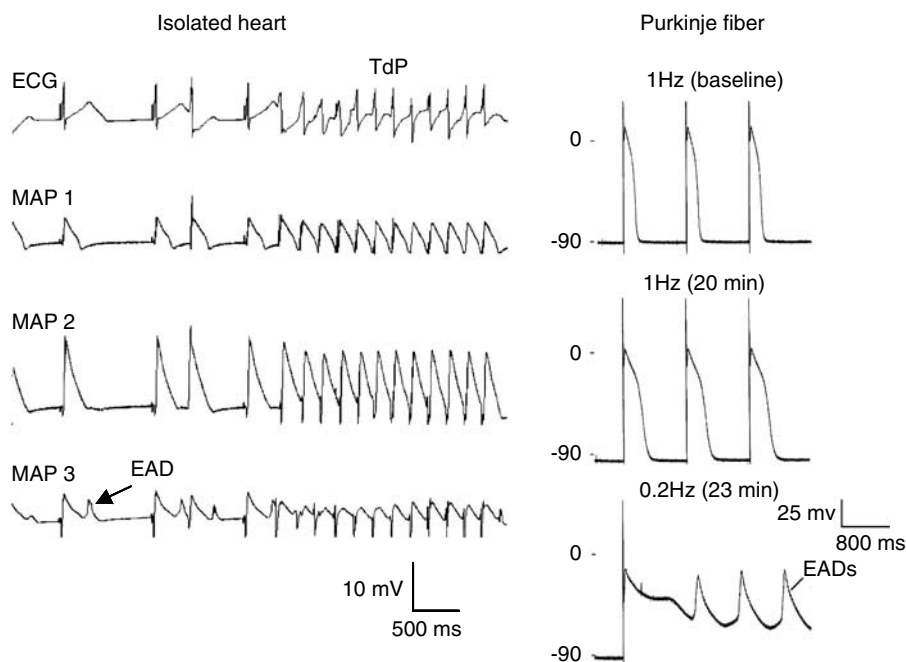 Isolated heart
ECG
TdP
MAP 1
MAP 2
MAP 3
EAD
10 mV
500 ms
Purkinje fiber
1Hz (baseline)
0
-90
1Hz (20 min)
0
-90
0.2Hz (23 min)
25 mv
800 ms
0
EADs
-90